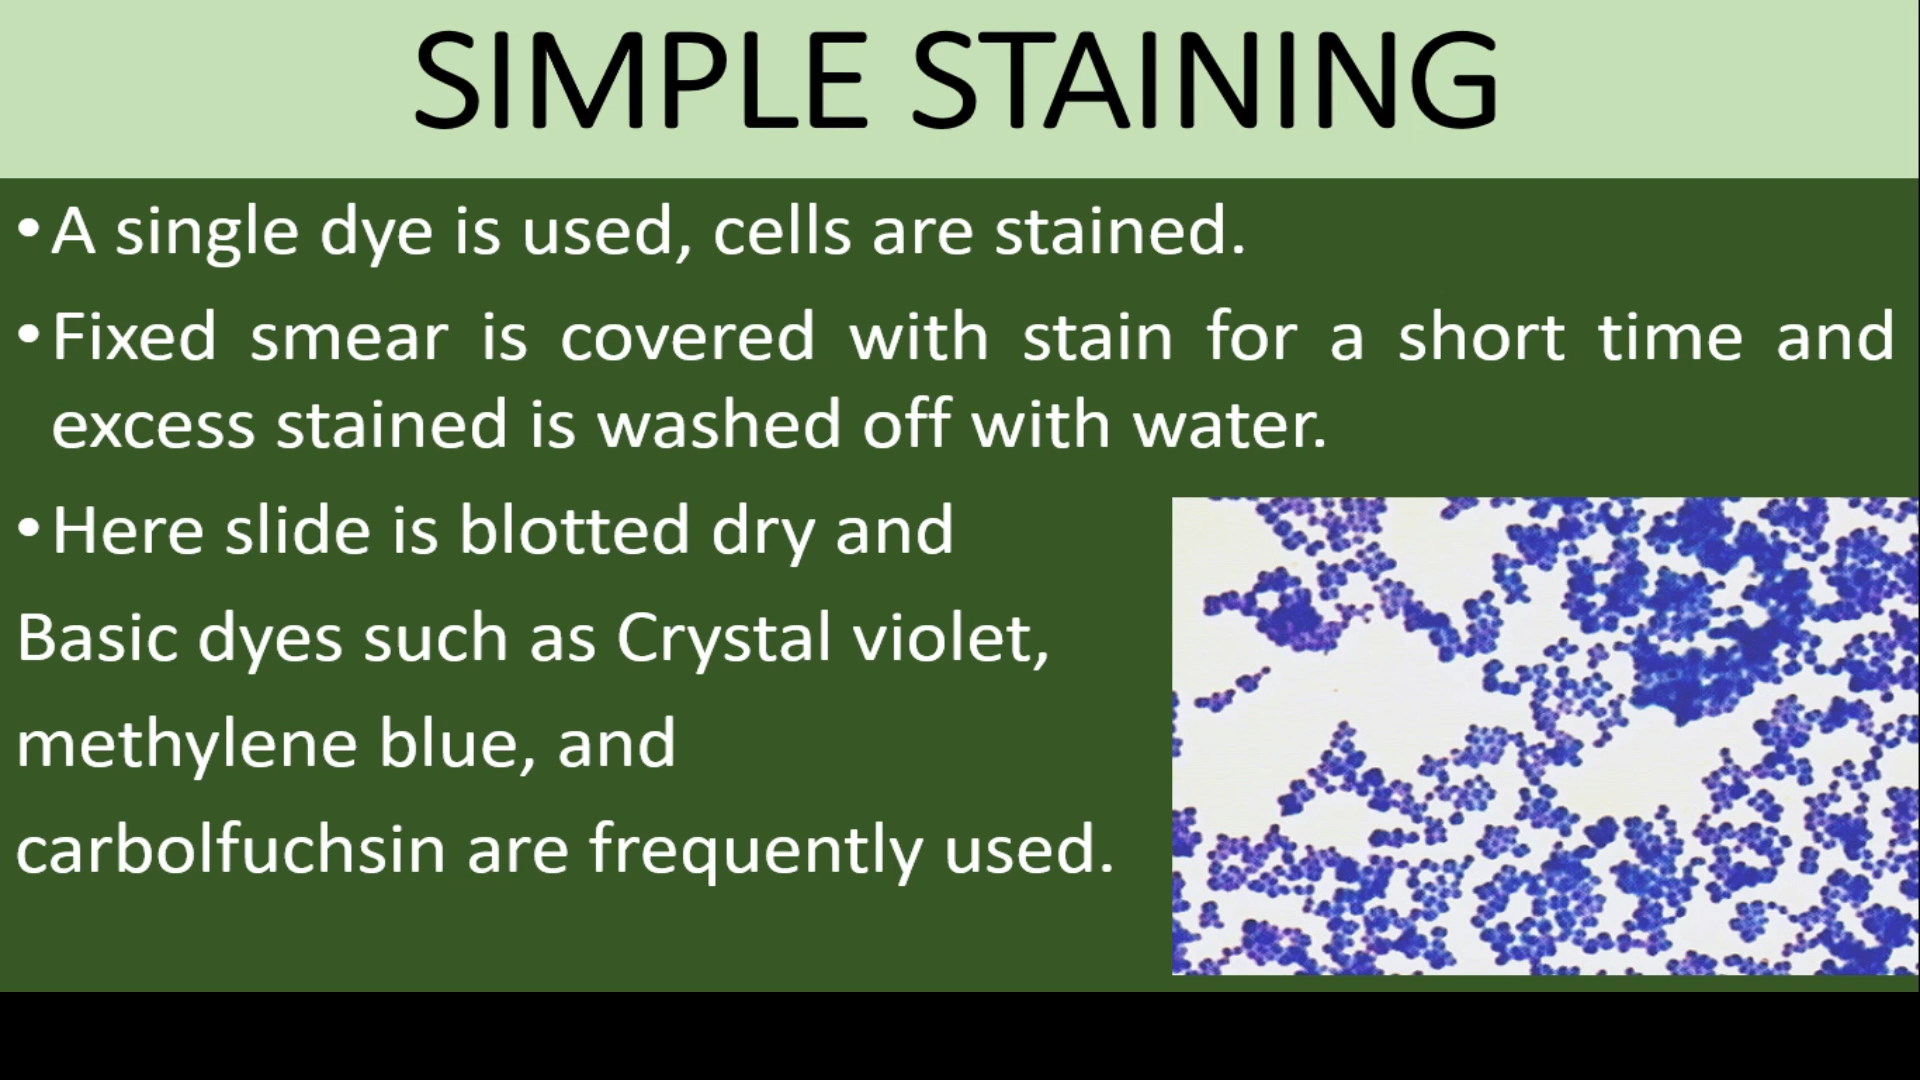 SIMPLE STAINING
•A single dye is used, cells are stained.
•Fixed smear is covered with stain for a short time and
excess stained is washed off with water.
•Here slide is blotted dry and
Basic dyes such as Crystal violet,
methylene blue, and
carbolfuchsin are frequently used.